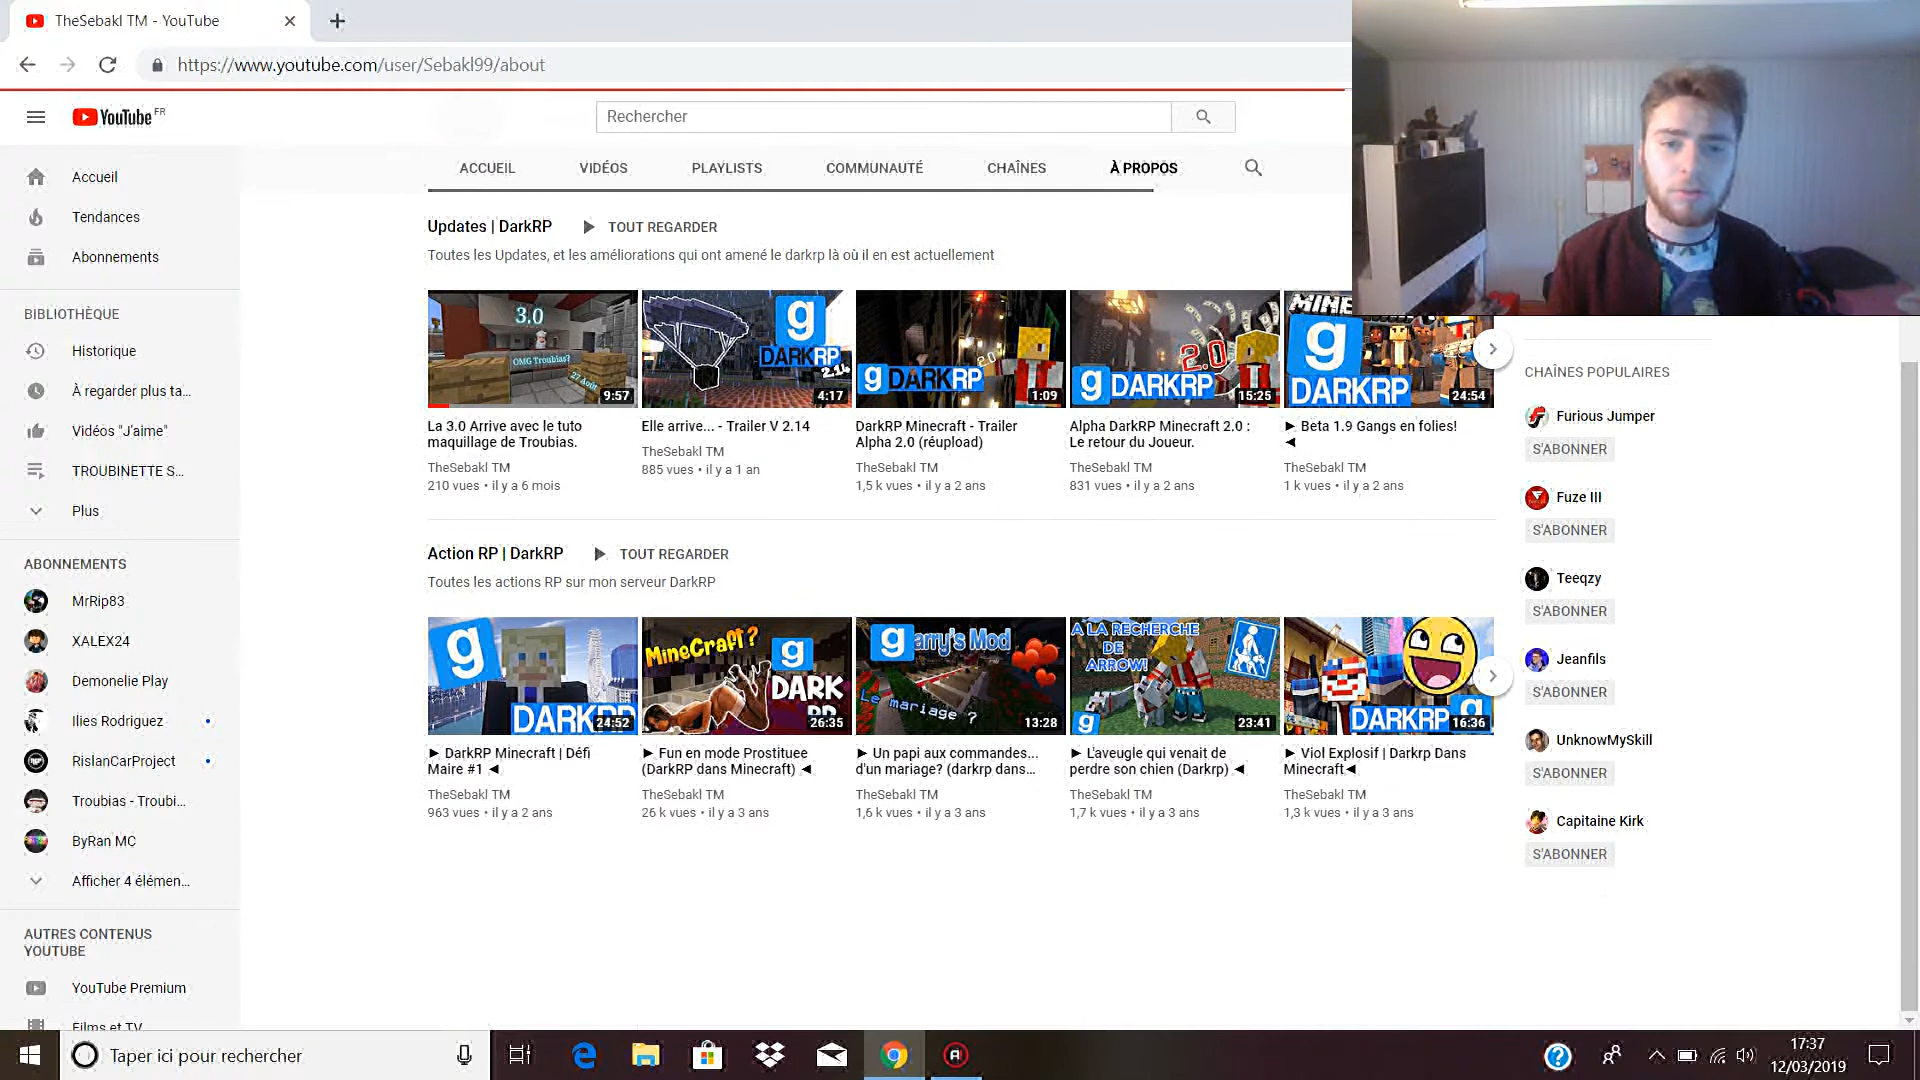 TheSebakl TM - YouTube
https://www.youtube.com/user/Sebakl99/about
YouTube FR
Rechercher
ACCUEIL
VIDÉOS
PLAYLISTS
COMMUNAUTÉ
CHAÎNES
À PROPOS
Accueil
Tendances
Abonnements
BIBLIOTHÈQUE
Historique
À regarder plus ta...
Vidéos "J'aime"
TROUBINETTE S...
Plus
ABONNEMENTS
MrRip83
XALEX24
Demonelie Play
Ilies Rodriguez
RislanCarProject
Troubias - Troubi...
ByRan MC
Afficher 4 élémen...
AUTRES CONTENUS
YOUTUBE
YouTube Premium
Films et TV
Updates | DarkRP
TOUT REGARDER
Toutes les Updates, et les améliorations qui ont amené le darkrp là où il en est actuellement
3.0
OMG Troubias?
27 Août
9:57
La 3.0 Arrive avec le tuto
maquillage de Troubias.
TheSebakl TM
210 vues • il y a 6 mois
g
DARKRP
2.14
4:17
Elle arrive... - Trailer V 2.14
TheSebakl TM
885 vues • il y a 1 an
2.0
g DARKRP
1:09
DarkRP Minecraft - Trailer
Alpha 2.0 (réupload)
TheSebakl TM
1,5 k vues • il y a 2 ans
2.0
g DARKRP
15:25
Alpha DarkRP Minecraft 2.0 :
Le retour du Joueur.
TheSebakl TM
831 vues • il y a 2 ans
MINE
g
DARKRP
24:54
► Beta 1.9 Gangs en folies!
◄
TheSebakl TM
1 k vues • il y a 2 ans
Action RP | DarkRP
TOUT REGARDER
Toutes les actions RP sur mon serveur DarkRP
g
DARKRP
24:52
► DarkRP Minecraft | Défi
Maire #1 ◄
TheSebakl TM
963 vues • il y a 2 ans
MineCraft ?
g
DARK
RP
26:35
► Fun en mode Prostituee
(DarkRP dans Minecraft) ◄
TheSebakl TM
26 k vues • il y a 3 ans
g arry's Mod
Le mariage ?
13:28
► Un papi aux commandes...
d'un mariage? (darkrp dans...
TheSebakl TM
1,6 k vues • il y a 3 ans
A LA RECHERCHE
DE
ARROW!
g
23:41
► L'aveugle qui venait de
perdre son chien (Darkrp) ◄
TheSebakl TM
1,7 k vues • il y a 3 ans
DARKRP g
16:36
► Viol Explosif | Darkrp Dans
Minecraft◄
TheSebakl TM
1,3 k vues • il y a 3 ans
CHAÎNES POPULAIRES
Furious Jumper
S'ABONNER
Fuze III
S'ABONNER
Teeqzy
S'ABONNER
Jeanfils
S'ABONNER
UnknowMySkill
S'ABONNER
Capitaine Kirk
S'ABONNER
Taper ici pour rechercher
17:37
12/03/2019